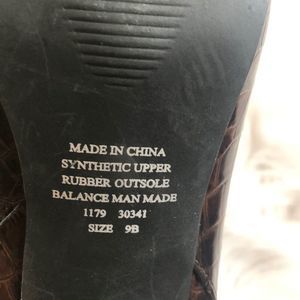 MADE IN CHINA
SYNTHETIC UPPER
RUBBER OUTSOLE
BALANCE MAN MADE
1179 30341
SIZE 9B